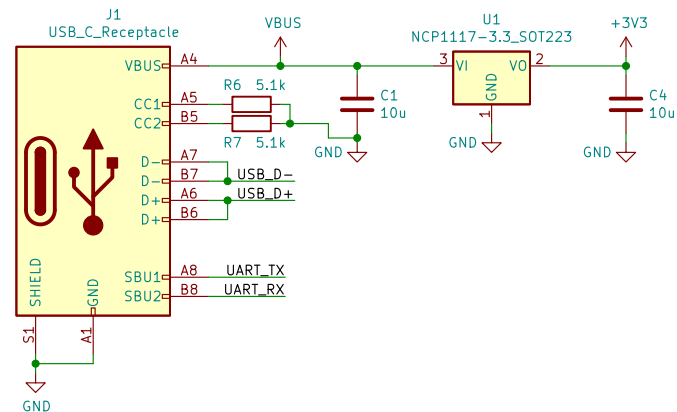 J1
USB_C_Receptacle
VBUS
U1
NCP1117-3.3_SOT223
+3V3
VBUS A4
3 VI VO 2
GND
1
GND
CC1 A5
R6 5.1k
CC2 B5
R7 5.1k
C1
10u
GND
C4
10u
GND
D- A7
D- B7 USB_D-
D+ A6 USB_D+
D+ B6
SBU1 A8 UART_TX
SBU2 B8 UART_RX
SHIELD
GND
S1
A1
GND